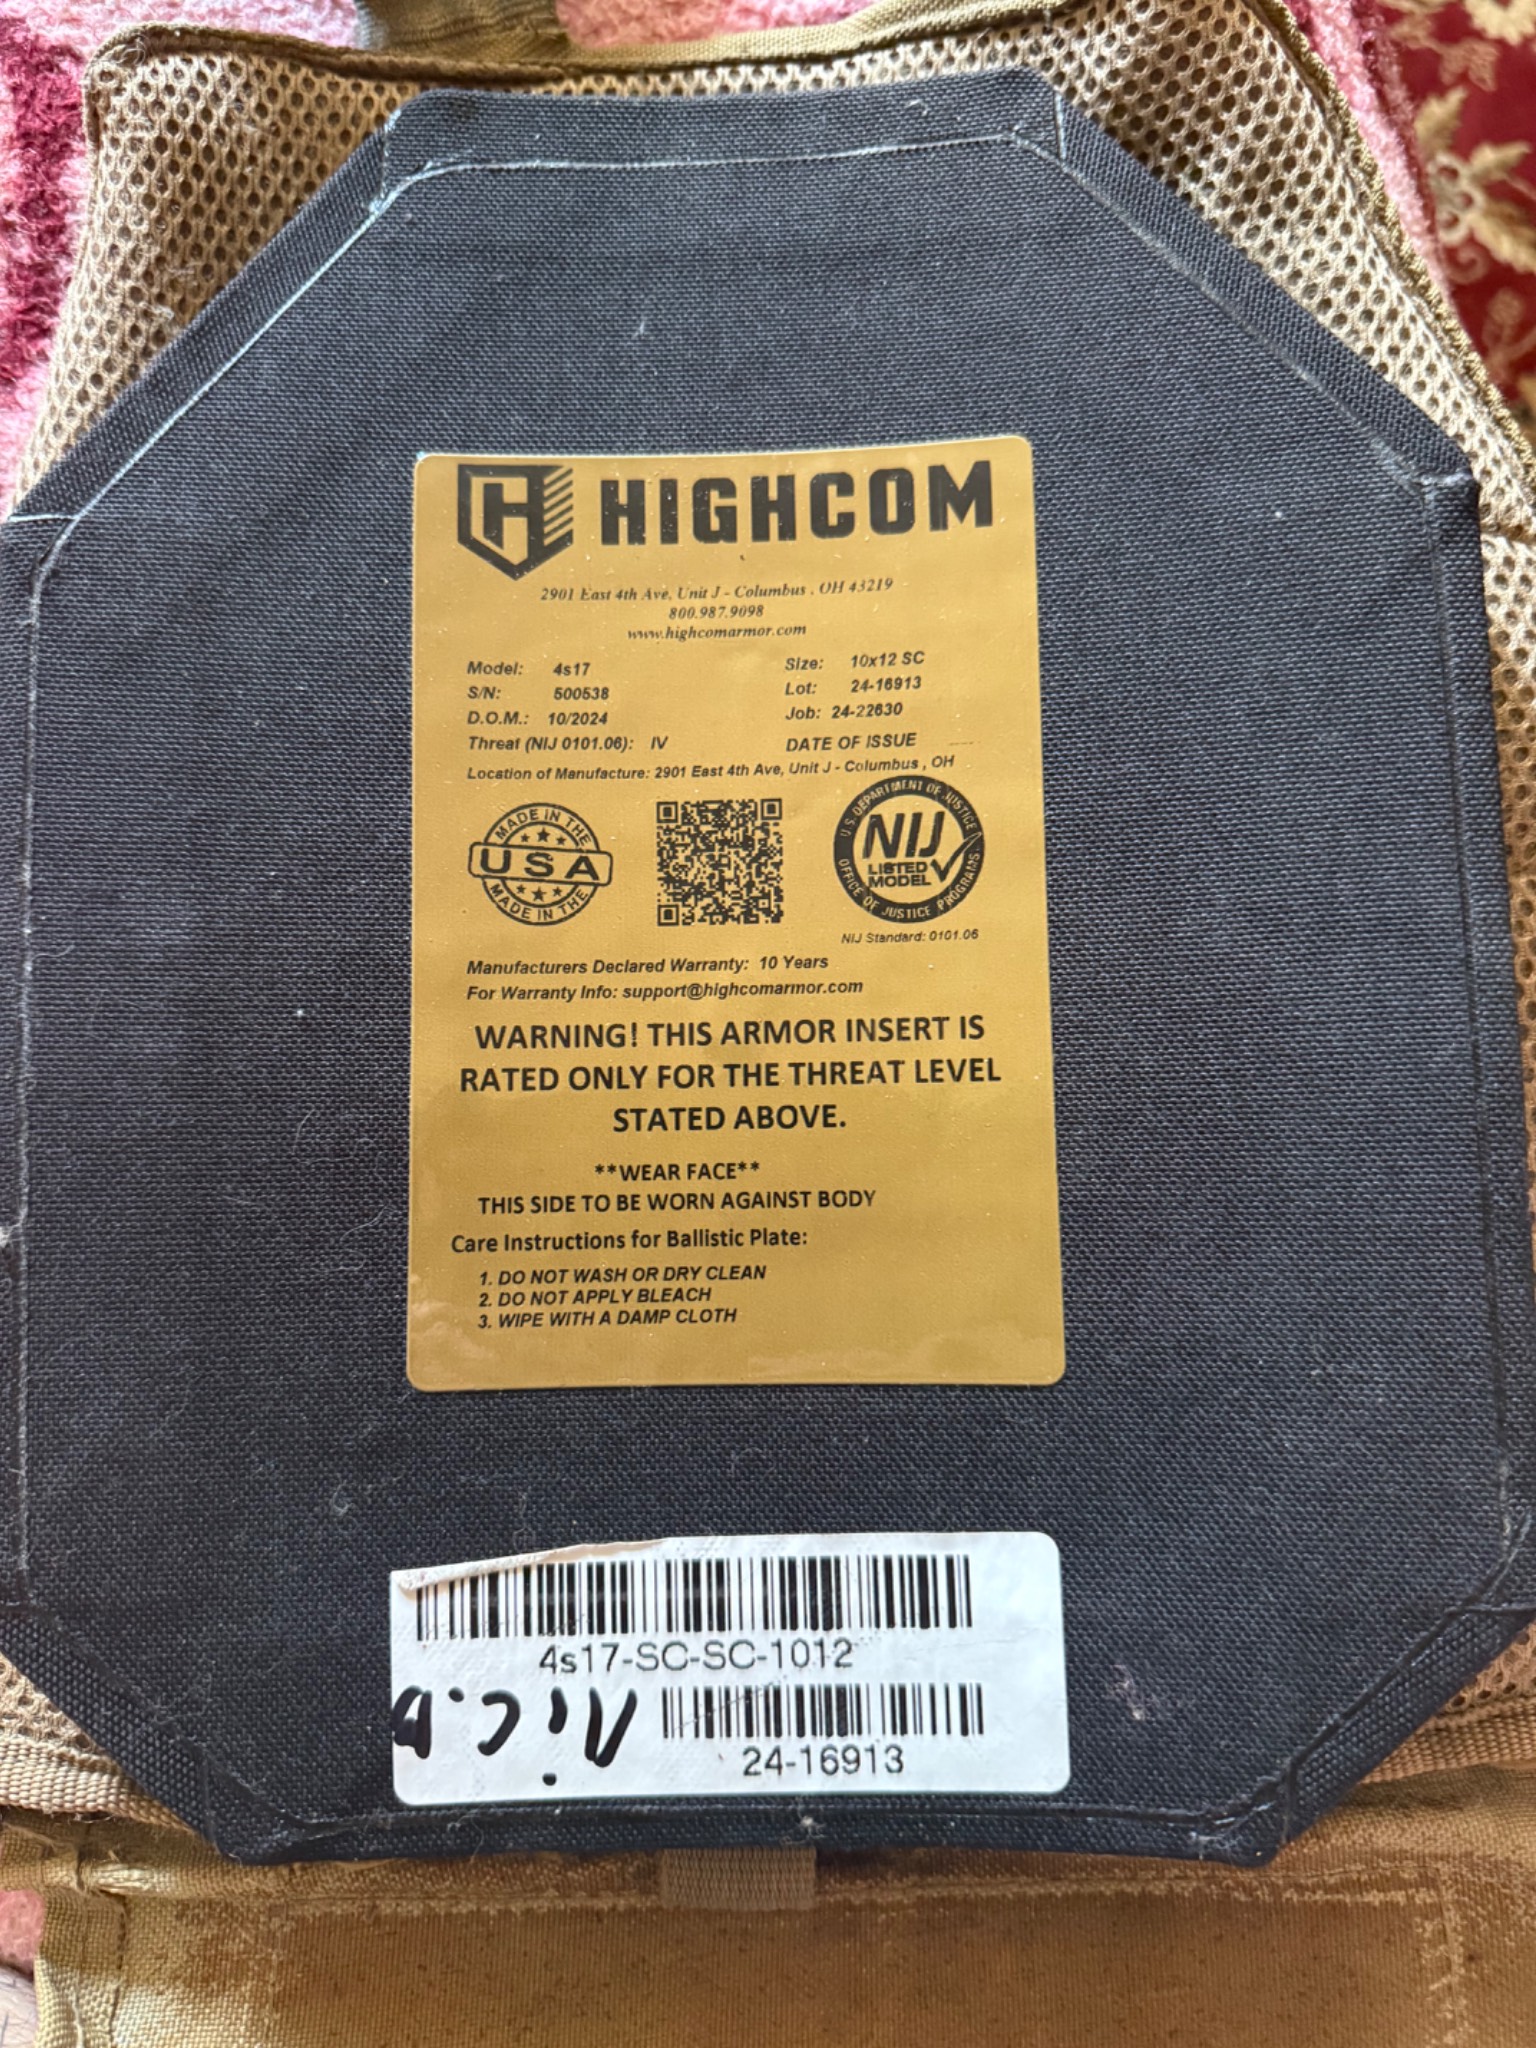 HIGHCOM
2901 East 4th Ave, Unit J - Columbus , OH 43219
800.987.9098
www.highcomarmor.com
Model: 4s17 Size: 10x12 SC
S/N: 500538 Lot: 24-16913
D.O.M.: 10/2024 Job: 24-22630
Threat (NIJ 0101.06): IV DATE OF ISSUE
Location of Manufacture: 2901 East 4th Ave, Unit J - Columbus , OH
MADE IN THE
USA
MADE IN THE
U.S. DEPARTMENT OF JUSTICE
NIJ
LISTED
MODEL
OFFICE OF JUSTICE PROGRAMS
NIJ Standard: 0101.06
Manufacturers Declared Warranty: 10 Years
For Warranty Info: support@highcomarmor.com
WARNING! THIS ARMOR INSERT IS
RATED ONLY FOR THE THREAT LEVEL
STATED ABOVE.
**WEAR FACE**
THIS SIDE TO BE WORN AGAINST BODY
Care Instructions for Ballistic Plate:
1. DO NOT WASH OR DRY CLEAN
2. DO NOT APPLY BLEACH
3. WIPE WITH A DAMP CLOTH
4s17-SC-SC-1012
24-16913